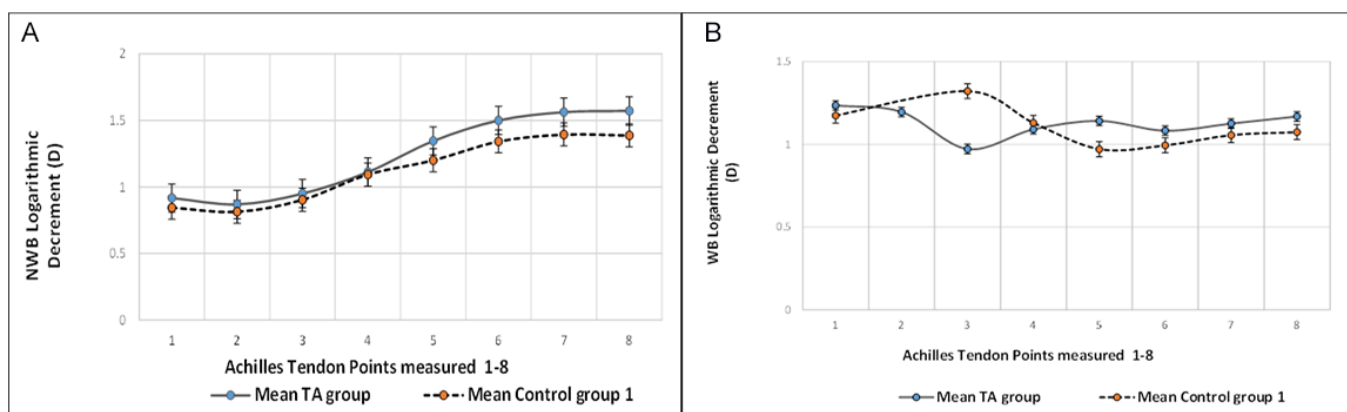 A
NWB Logarithmic
Decrement (D)
2
1.5
1
0.5
0
1 2 3 4 5 6 7 8
Achilles Tendon Points measured 1-8
Mean TA group Mean Control group 1
B
WB Logarithmic Decrement
(D)
1.5
1
0.5
0
1 2 3 4 5 6 7 8
Achilles Tendon Points measured 1-8
Mean TA group Mean Control group 1